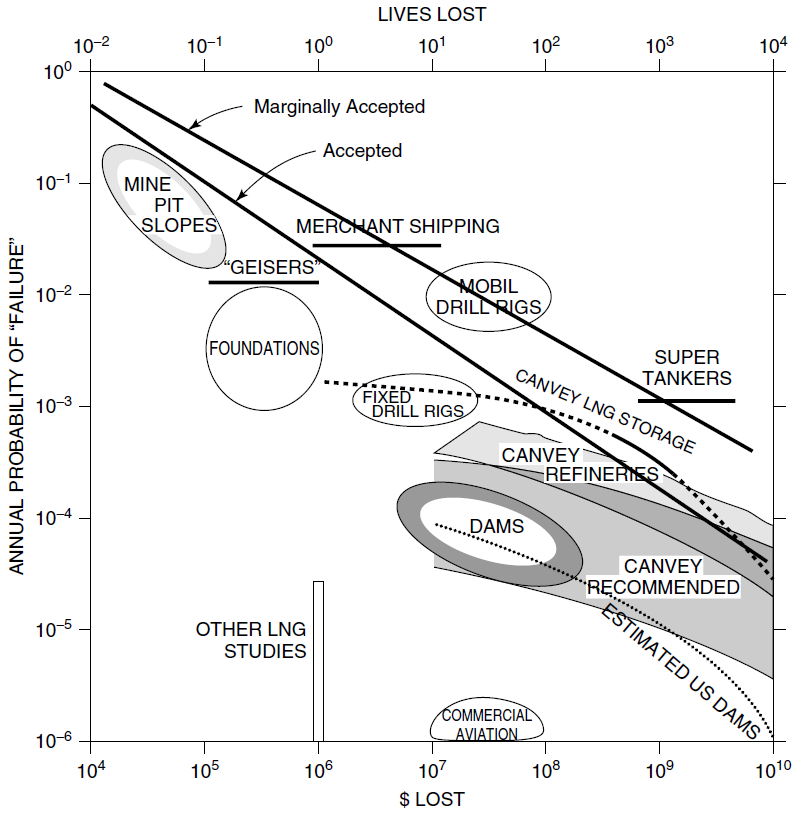 LIVES LOST
10⁻² 10⁻¹ 10⁰ 10¹ 10² 10³ 10⁴
10⁰
10⁻¹
10⁻²
10⁻³
10⁻⁴
10⁻⁵
10⁻⁶
ANNUAL PROBABILITY OF "FAILURE"
Marginally Accepted
Accepted
MINE
PIT
SLOPES
MERCHANT SHIPPING
"GEISERS"
MOBIL
DRILL RIGS
FOUNDATIONS
SUPER
TANKERS
FIXED
DRILL RIGS
CANVEY LNG STORAGE
CANVEY
REFINERIES
DAMS
CANVEY
RECOMMENDED
ESTIMATED US DAMS
OTHER LNG
STUDIES
COMMERCIAL
AVIATION
10⁴ 10⁵ 10⁶ 10⁷ 10⁸ 10⁹ 10¹⁰
$ LOST